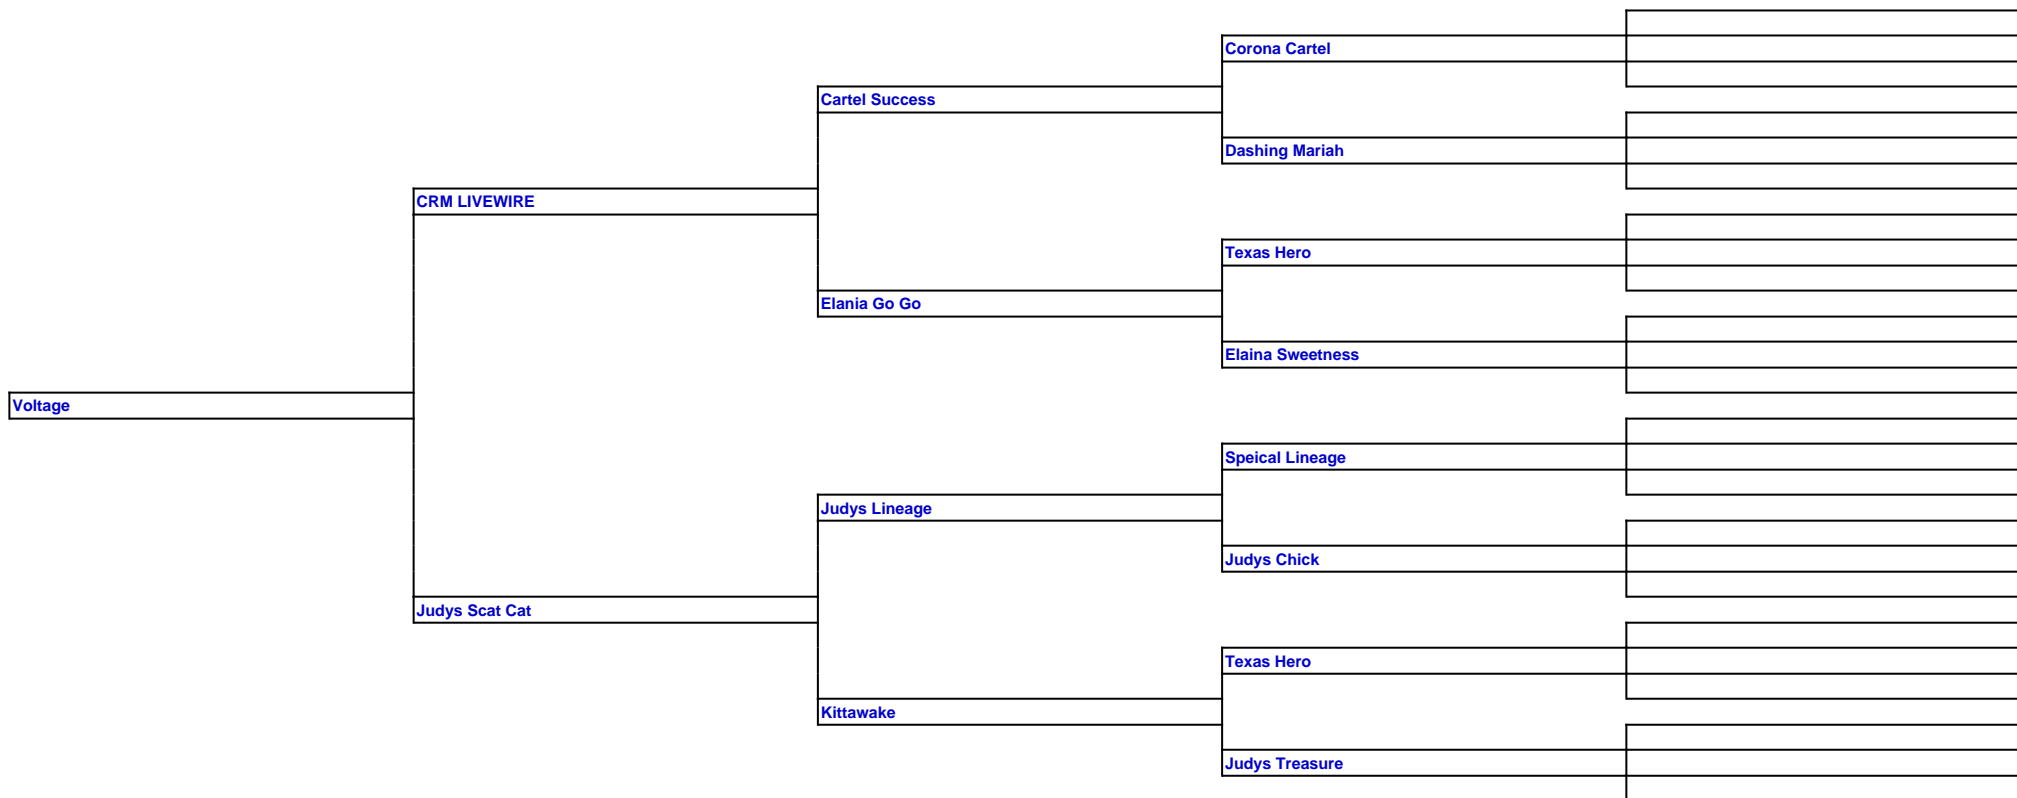 Corona Cartel
Cartel Success
Dashing Mariah
CRM LIVEWIRE
Texas Hero
Elania Go Go
Elaina Sweetness
Voltage
Speical Lineage
Judys Lineage
Judys Chick
Judys Scat Cat
Texas Hero
Kittawake
Judys Treasure